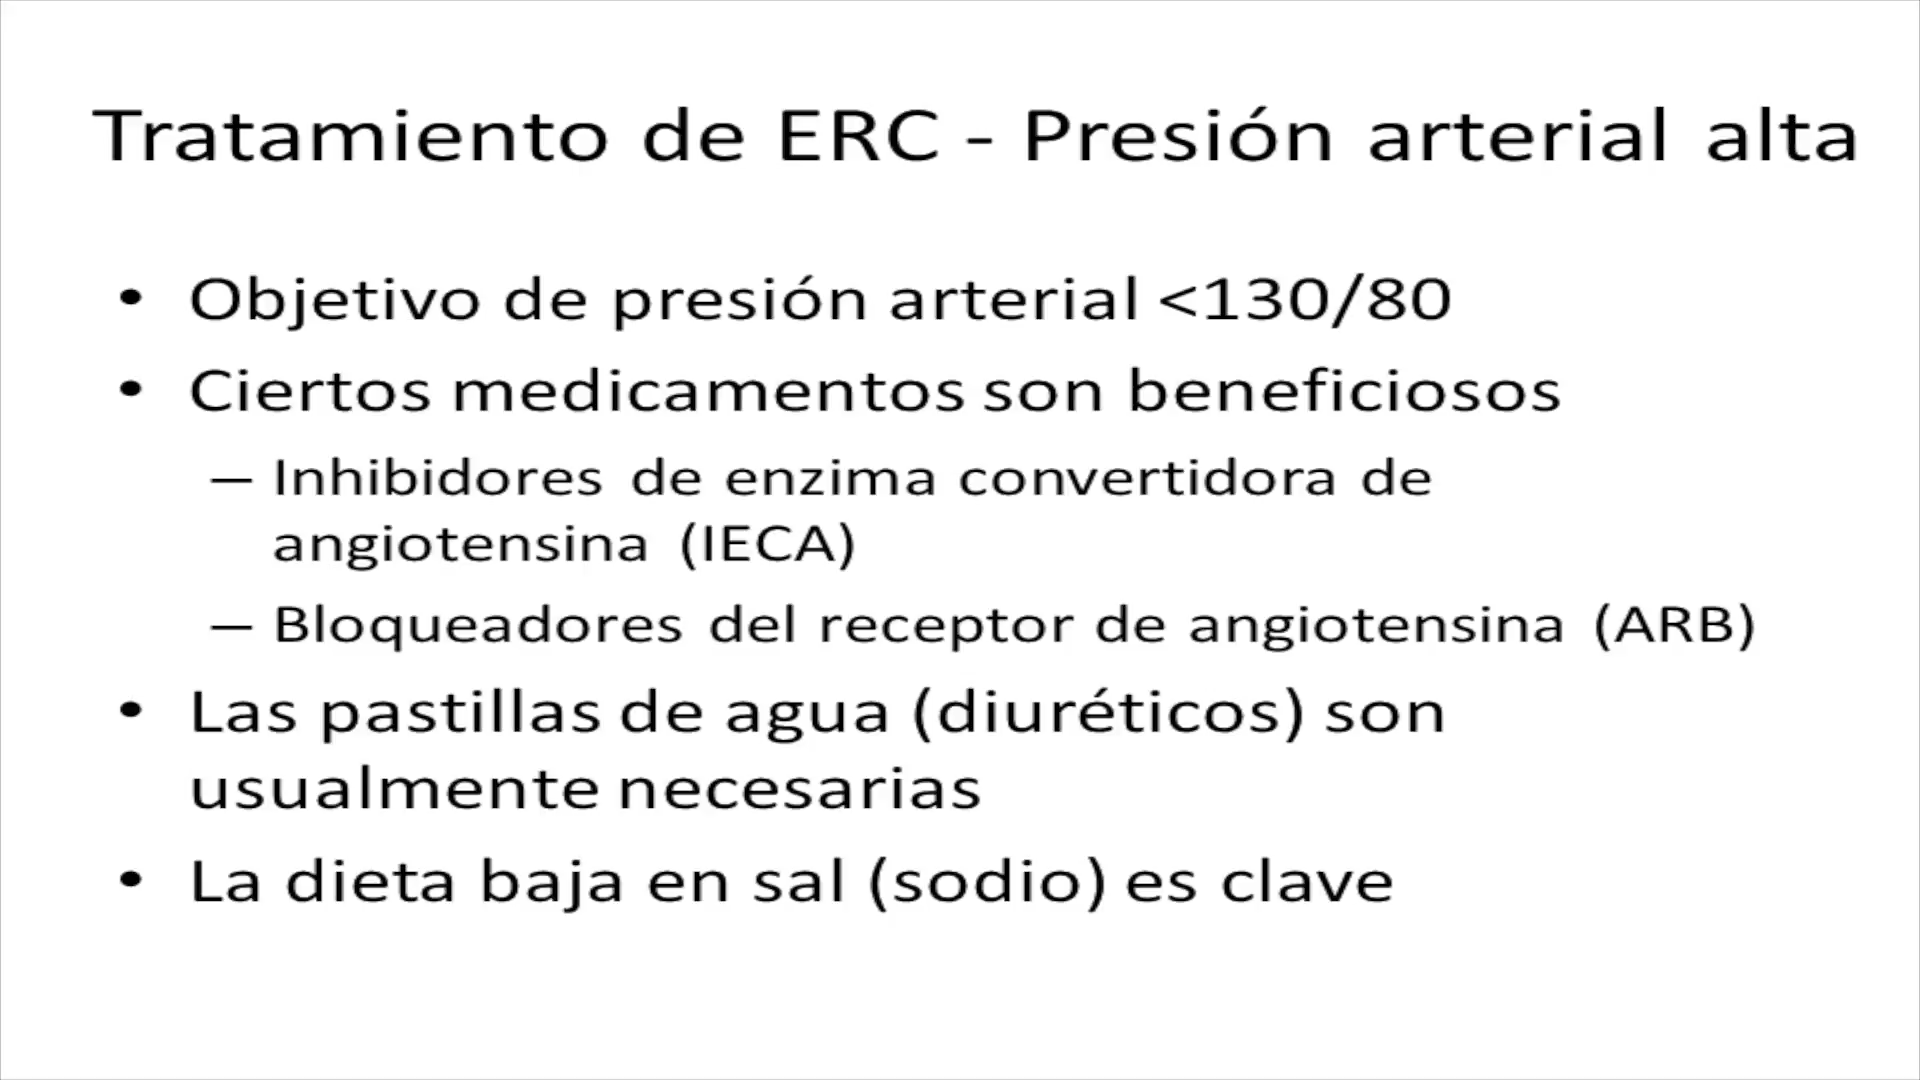 Tratamiento de ERC - Presión arterial alta
• Objetivo de presión arterial <130/80
• Ciertos medicamentos son beneficiosos
– Inhibidores de enzima convertidora de
angiotensina (IECA)
– Bloqueadores del receptor de angiotensina (ARB)
• Las pastillas de agua (diuréticos) son
usualmente necesarias
• La dieta baja en sal (sodio) es clave